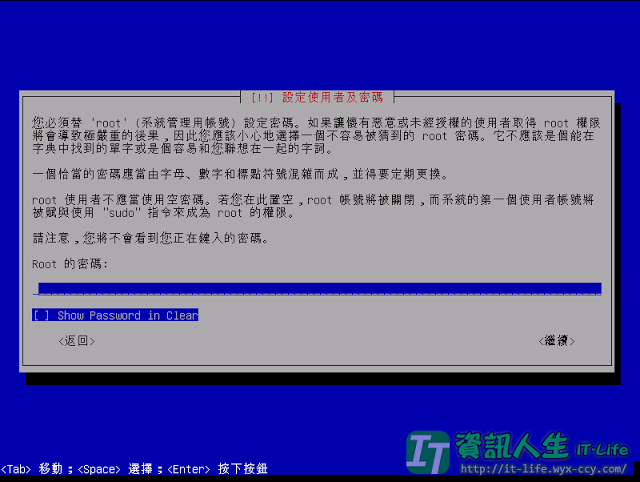 [!!] 設定使用者及密碼
您必須替 'root' (系統管理用帳號) 設定密碼。如果讓懷有惡意或未經授權的使用者取得 root 權限
將會導致極嚴重的後果,因此您應該小心地選擇一個不容易被猜到的 root 密碼。它不應該是個能在
字典中找到的單字或是個容易和您聯想在一起的字詞。
一個恰當的密碼應當由字母、數字和標點符號混雜而成,並得要定期更換。
root 使用者不應當使用空密碼。若您在此置空,root 帳號將被關閉,而系統的第一個使用者帳號將
被賦與使用 "sudo" 指令來成為 root 的權限。
請注意,您將不會看到您正在鍵入的密碼。
Root 的密碼:
[ ] Show Password in Clear
<返回> <繼續>
IT 資訊人生 IT-Life
http://it-life.wyx-ccy.com/
<Tab> 移動;<Space> 選擇;<Enter> 按下按鈕